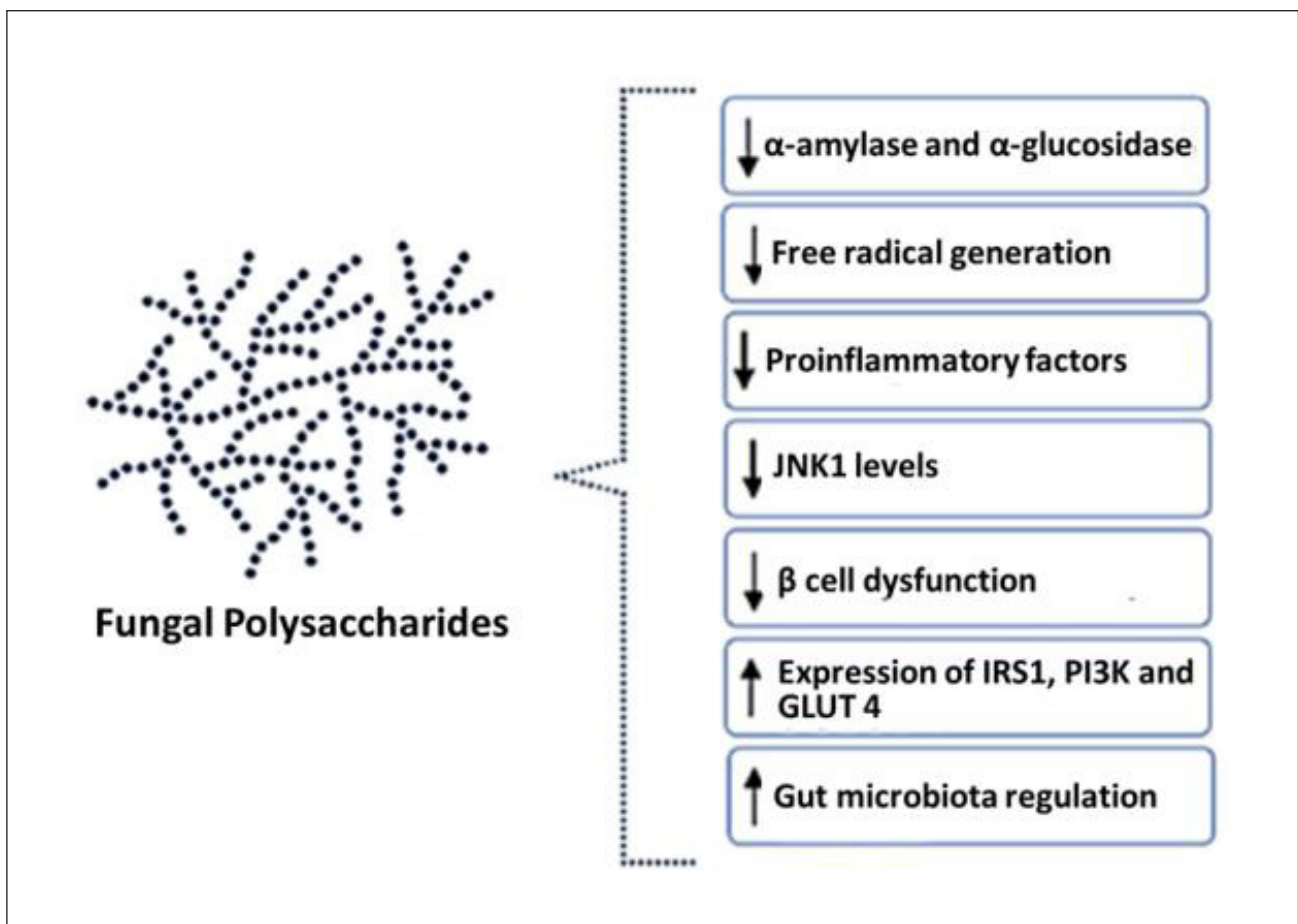 Fungal Polysaccharides
α-amylase and α-glucosidase
Free radical generation
Proinflammatory factors
JNK1 levels
β cell dysfunction
Expression of IRS1, PI3K and
GLUT 4
Gut microbiota regulation